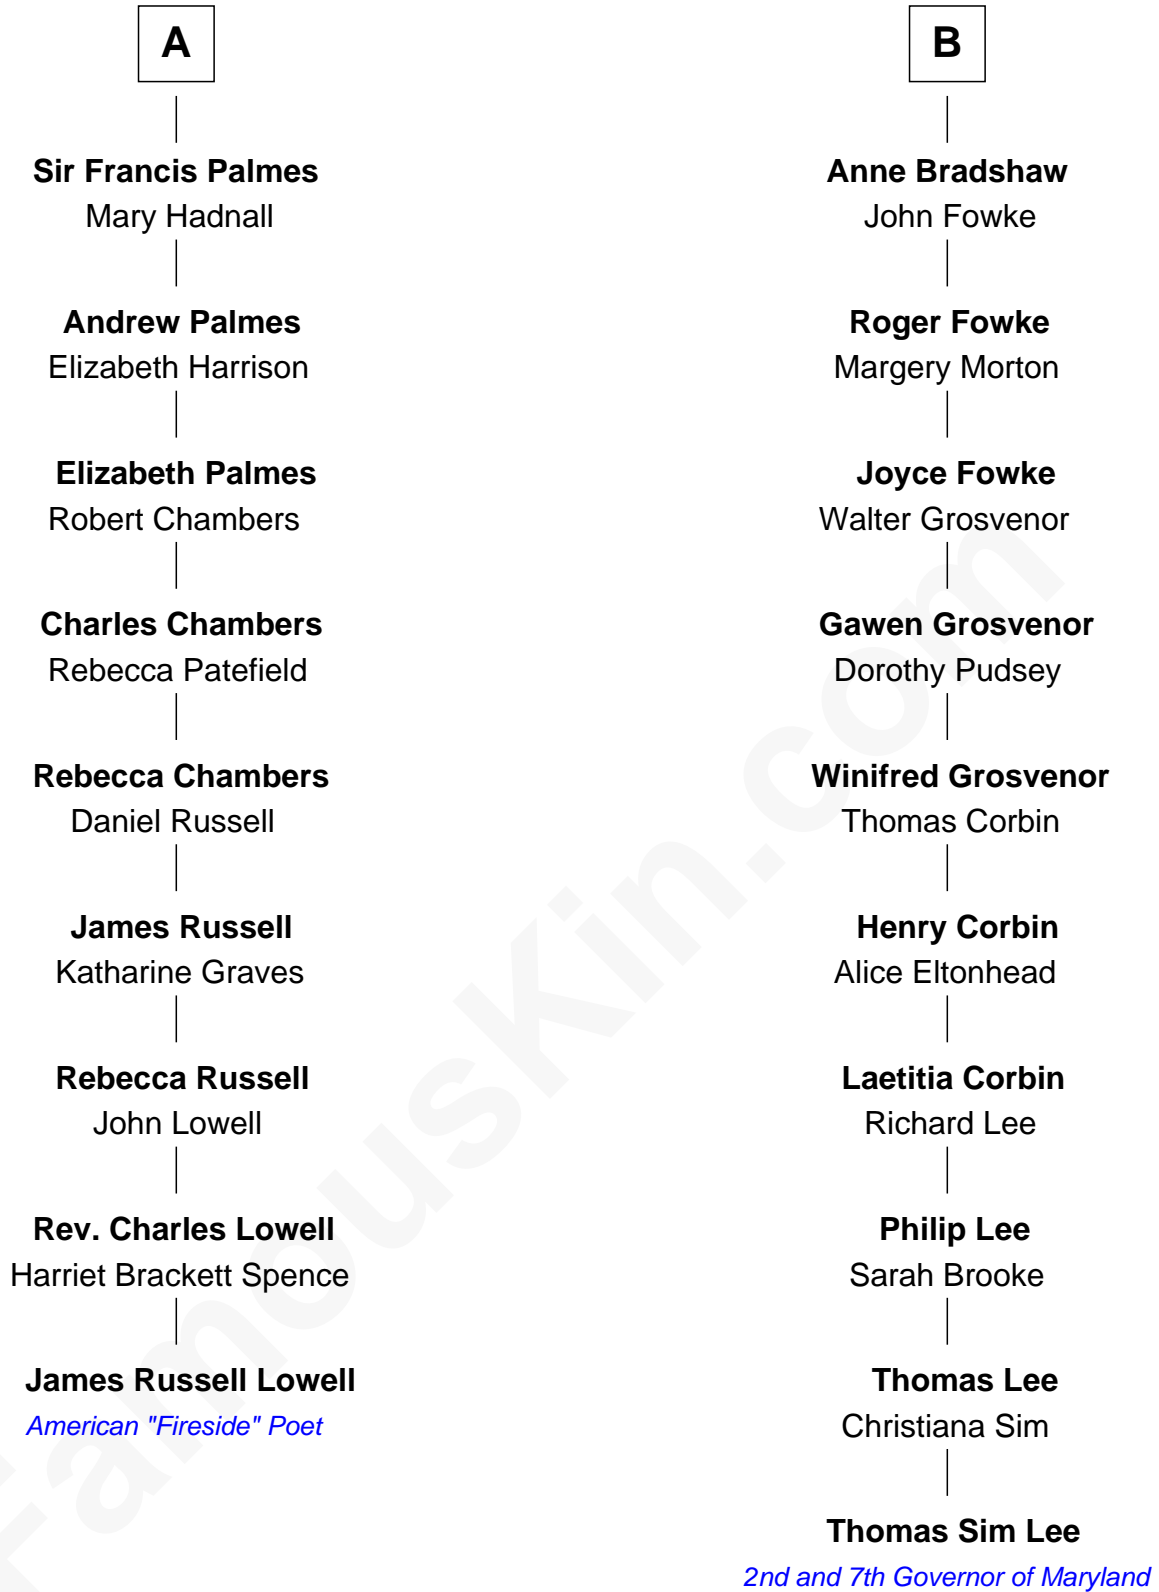 A
Sir Francis Palmes
Mary Hadnall
Andrew Palmes
Elizabeth Harrison
Elizabeth Palmes
Robert Chambers
Charles Chambers
Rebecca Patefield
Rebecca Chambers
Daniel Russell
James Russell
Katharine Graves
Rebecca Russell
John Lowell
Rev. Charles Lowell
Harriet Brackett Spence
James Russell Lowell
American "Fireside" Poet
B
Anne Bradshaw
John Fowke
Roger Fowke
Margery Morton
Joyce Fowke
Walter Grosvenor
Gawen Grosvenor
Dorothy Pudsey
Winifred Grosvenor
Thomas Corbin
Henry Corbin
Alice Eltonhead
Laetitia Corbin
Richard Lee
Philip Lee
Sarah Brooke
Thomas Lee
Christiana Sim
Thomas Sim Lee
2nd and 7th Governor of Maryland
FamousKin.com